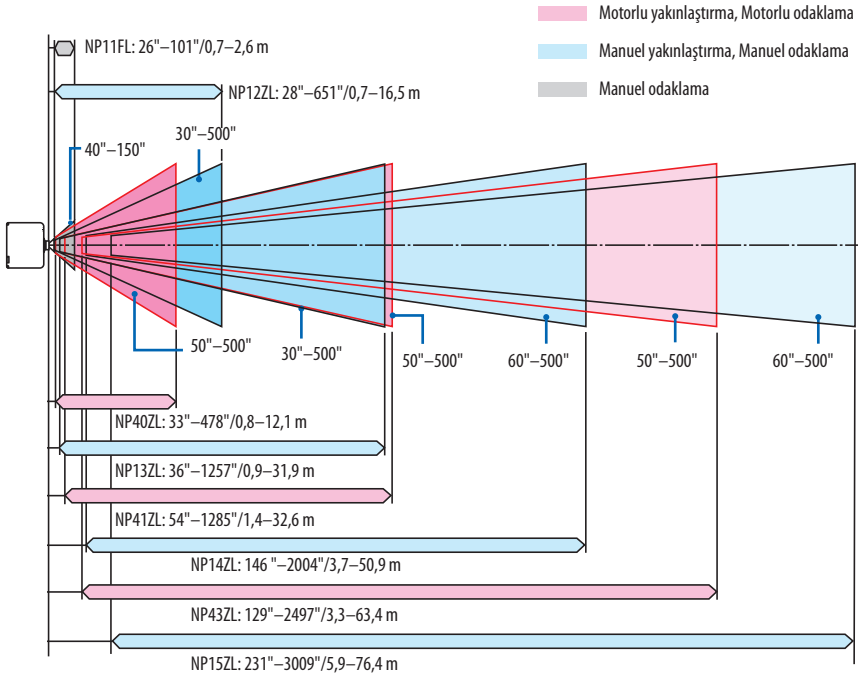 Motorlu yakınlaştırma, Motorlu odaklama
NP11FL: 26"–101"/0,7–2,6 m
Manuel yakınlaştırma, Manuel odaklama
NP12ZL: 28"–651"/0,7–16,5 m
Manuel odaklama
30"–500"
40"–150"
50"–500"
30"–500"
50"–500"
60"–500"
50"–500"
60"–500"
NP40ZL: 33"–478"/0,8–12,1 m
NP13ZL: 36"–1257"/0,9–31,9 m
NP41ZL: 54"–1285"/1,4–32,6 m
NP14ZL: 146 "–2004"/3,7–50,9 m
NP43ZL: 129"–2497"/3,3–63,4 m
NP15ZL: 231"–3009"/5,9–76,4 m